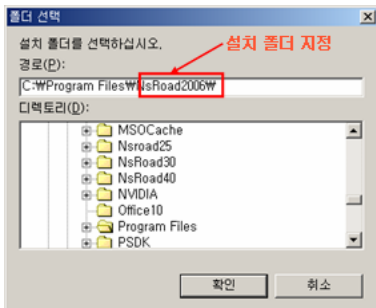 폴더 선택
설치 폴더를 선택하십시오.
설치 폴더 지정
경로(P):
C:₩Program Files₩NsRoad2006₩
디렉토리(D):
MSOCache
Nsroad25
NsRoad30
NsRoad40
NVIDIA
Office10
Program Files
PSDK
확인
취소